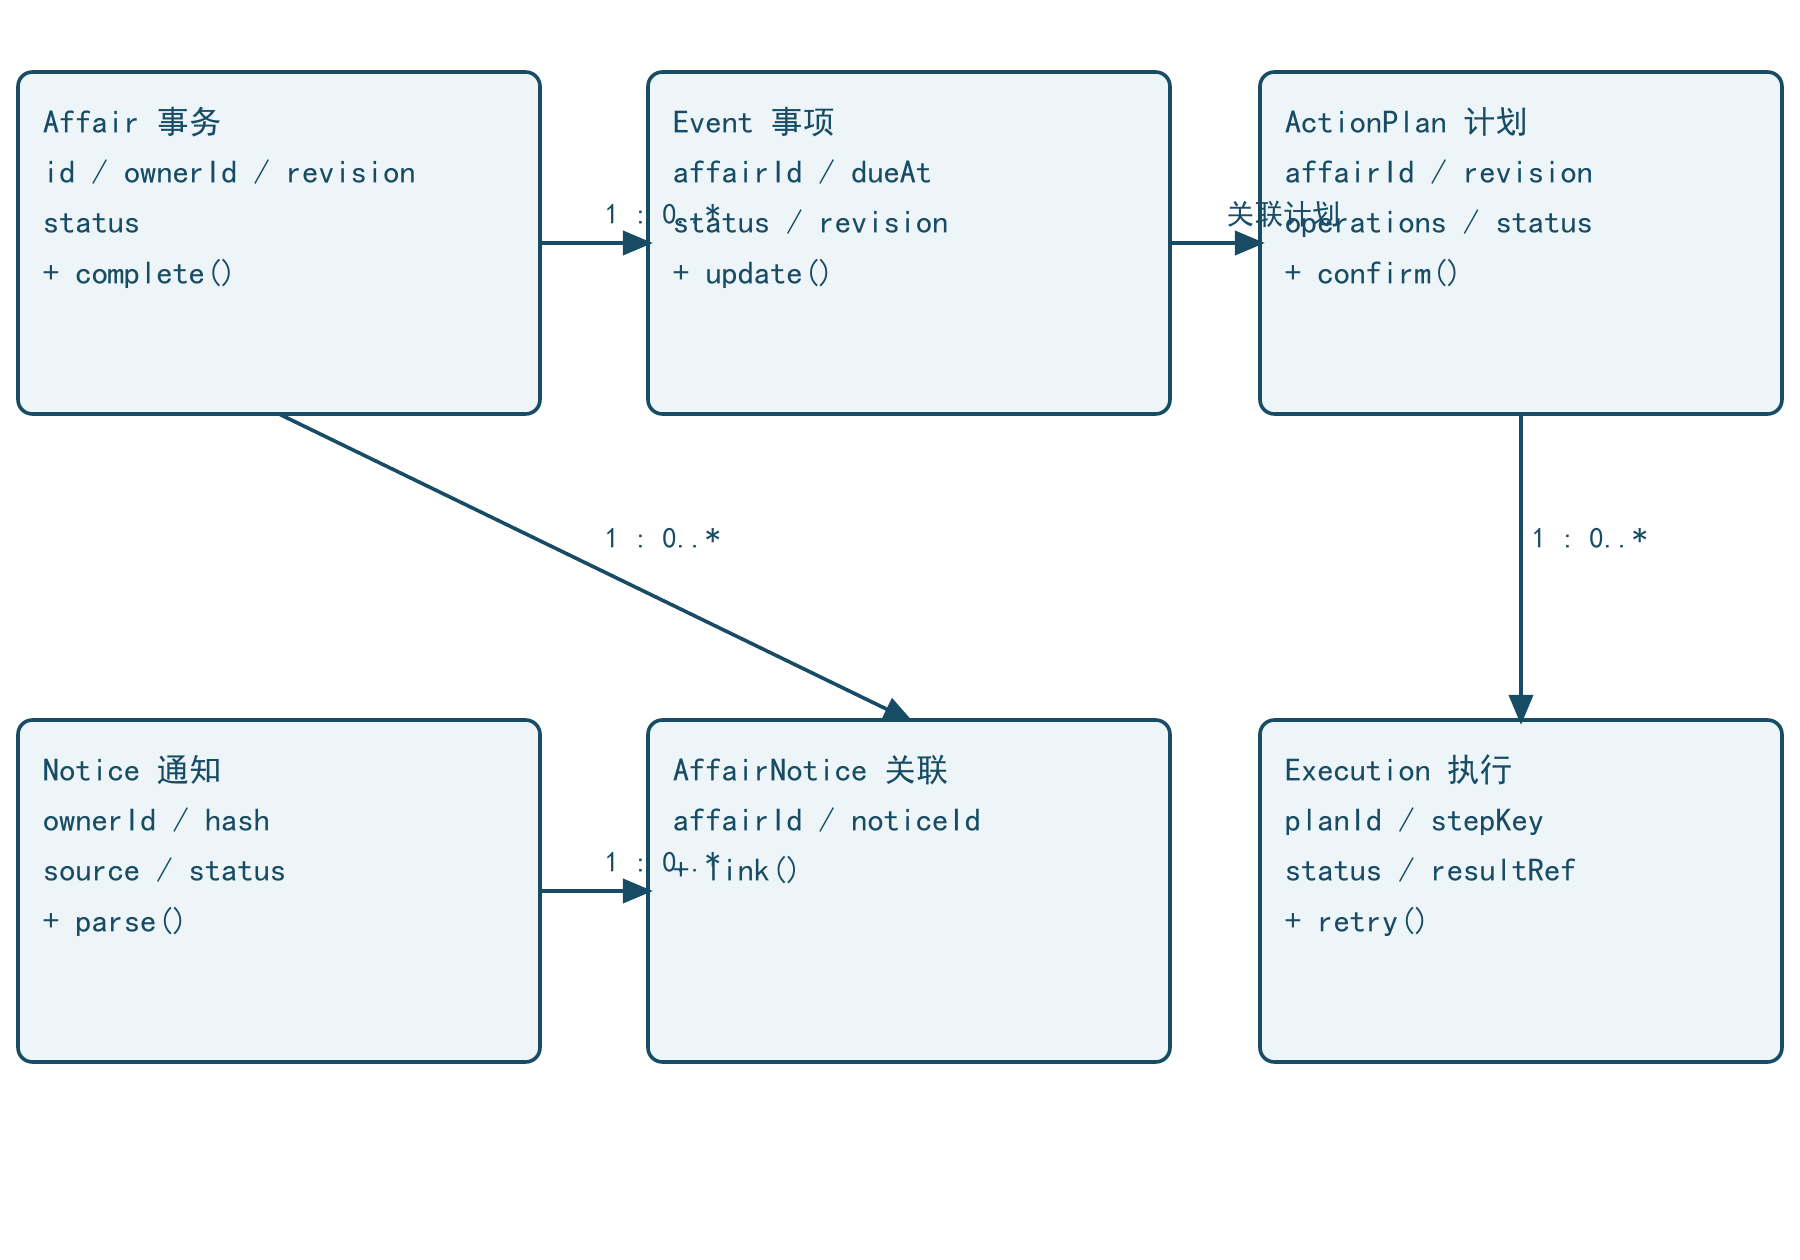 Affair 事务
id / ownerId / revision
status
+ complete()
1 : 0..*
Event 事项
affairId / dueAt
status / revision
+ update()
关联计划
ActionPlan 计划
affairId / revision
operations / status
+ confirm()
1 : 0..*
1 : 0..*
Notice 通知
ownerId / hash
source / status
+ parse()
1 : 0..*
AffairNotice 关联
affairId / noticeId
+ link()
Execution 执行
planId / stepKey
status / resultRef
+ retry()